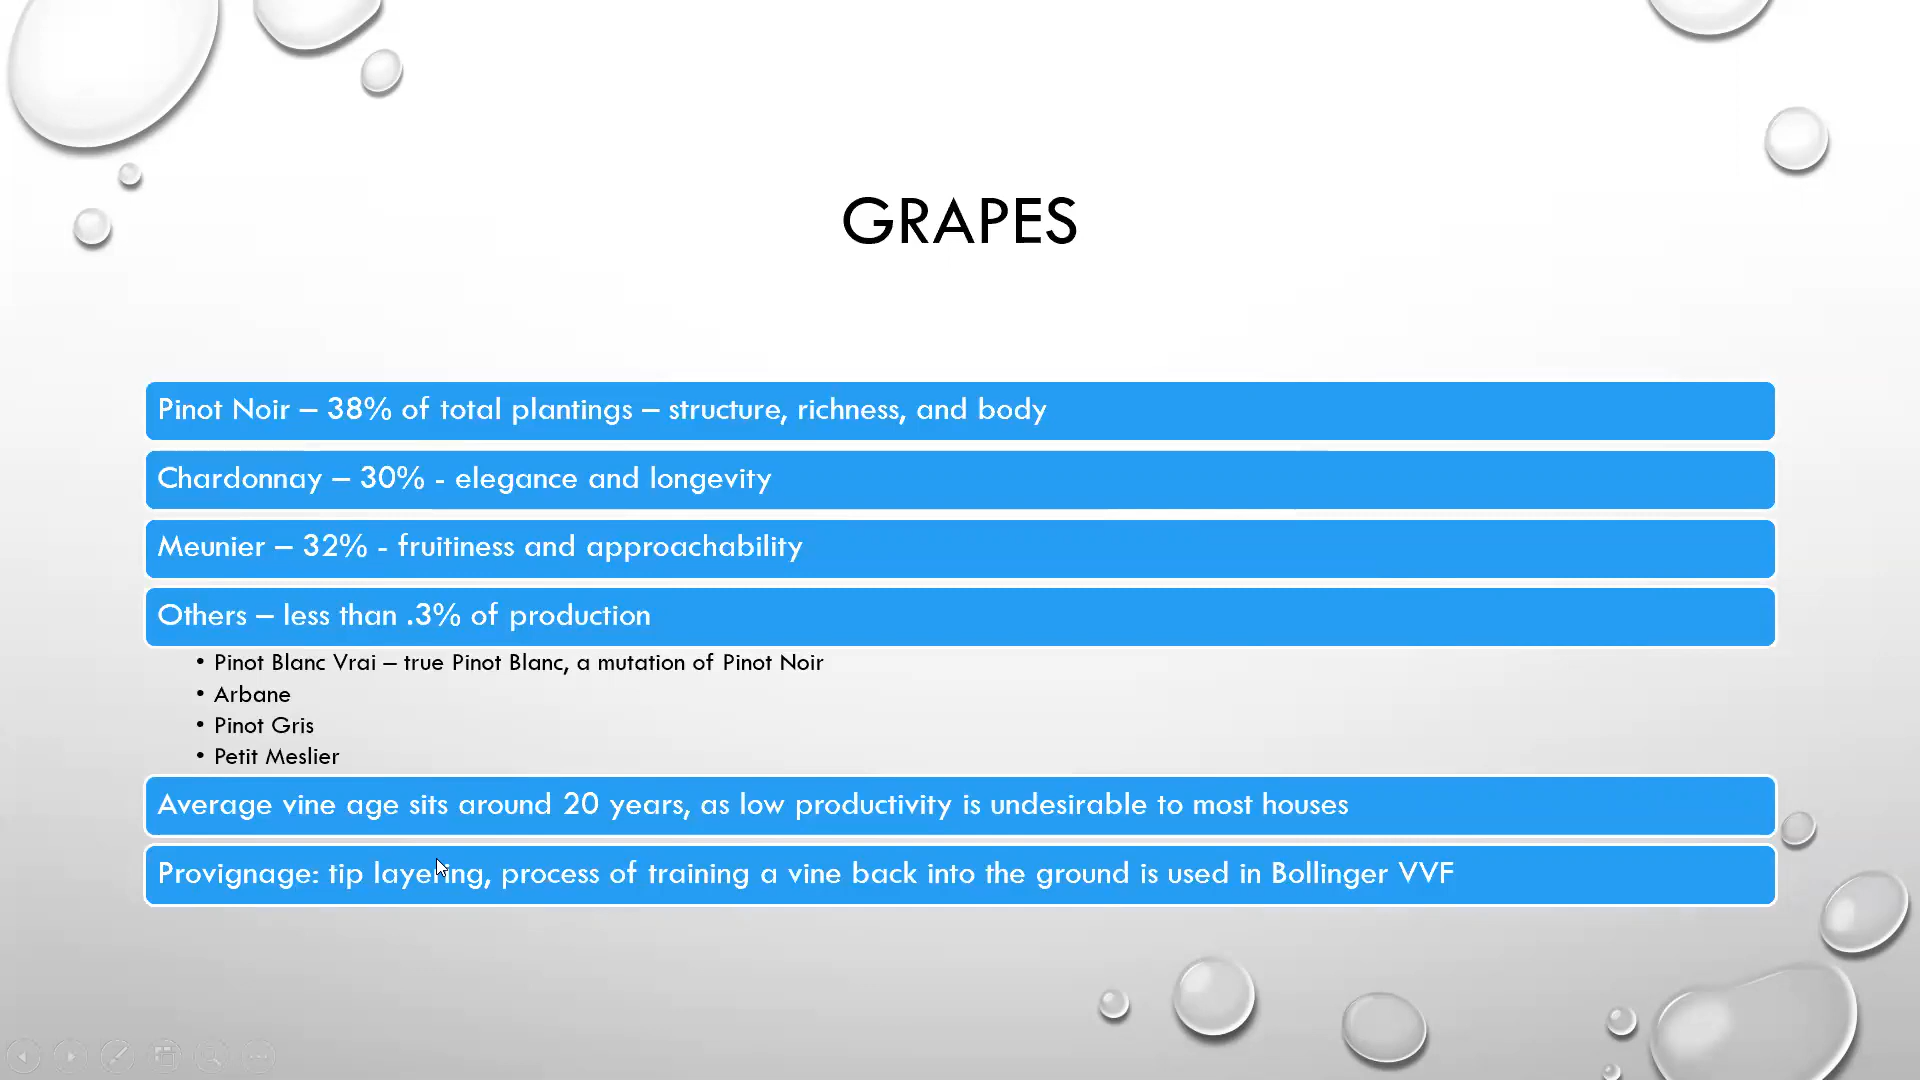 GRAPES
Pinot Noir – 38% of total plantings – structure, richness, and body
Chardonnay – 30% - elegance and longevity
Meunier – 32% - fruitiness and approachability
Others – less than .3% of production
• Pinot Blanc Vrai – true Pinot Blanc, a mutation of Pinot Noir
• Arbane
• Pinot Gris
• Petit Meslier
Average vine age sits around 20 years, as low productivity is undesirable to most houses
Provignage: tip layering, process of training a vine back into the ground is used in Bollinger VVF